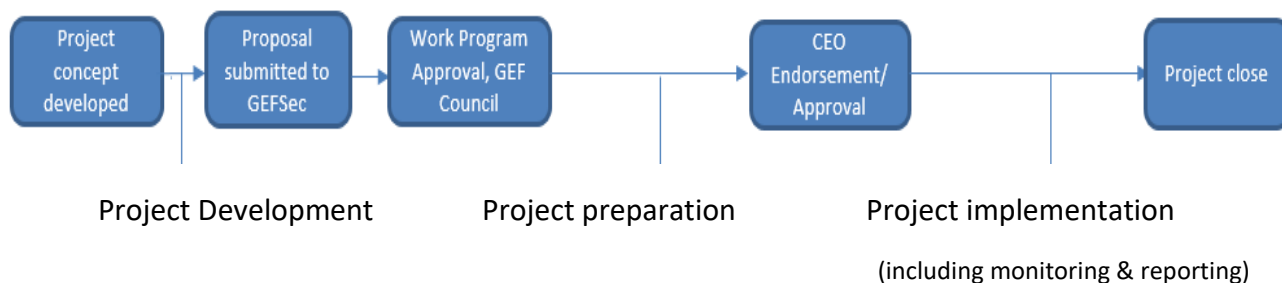 Project
concept
developed
Proposal
submitted to
GEFSec
Work Program
Approval, GEF
Council
CEO
Endorsement/
Approval
Project close
Project Development
Project preparation
Project implementation
(including monitoring & reporting)